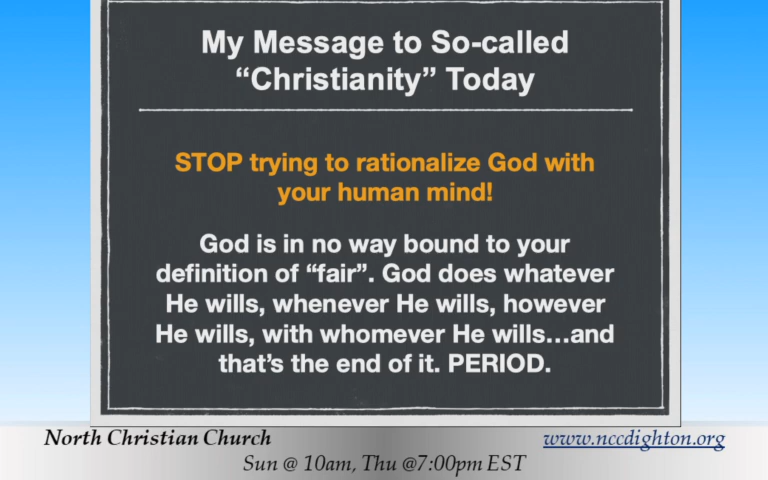 My Message to So-called
“Christianity” Today
STOP trying to rationalize God with
your human mind!
God is in no way bound to your
definition of “fair”. God does whatever
He wills, whenever He wills, however
He wills, with whomever He wills...and
that’s the end of it. PERIOD.
North Christian Church www.nccdighton.org
Sun @ 10am, Thu @7:00pm EST